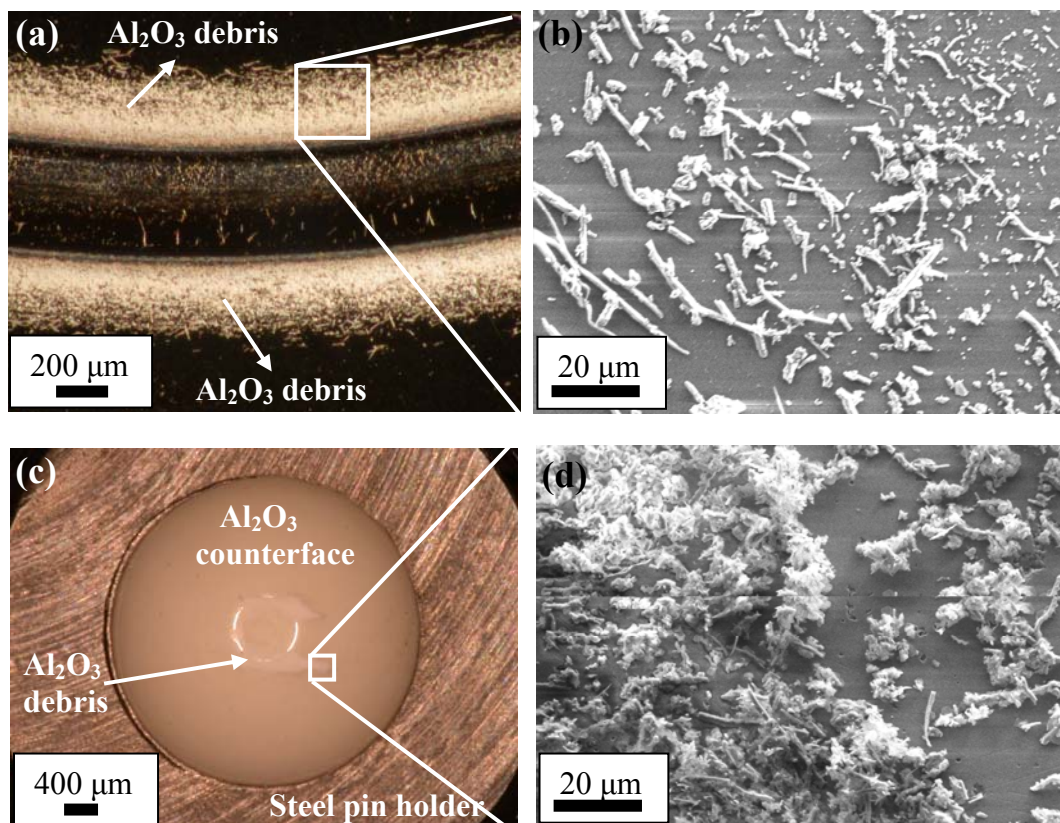 (a)
Al₂O₃ debris
200 μm
Al₂O₃ debris
(b)
20 μm
(c)
Al₂O₃
counterface
Al₂O₃
debris
400 μm
Steel pin holder
(d)
20 μm